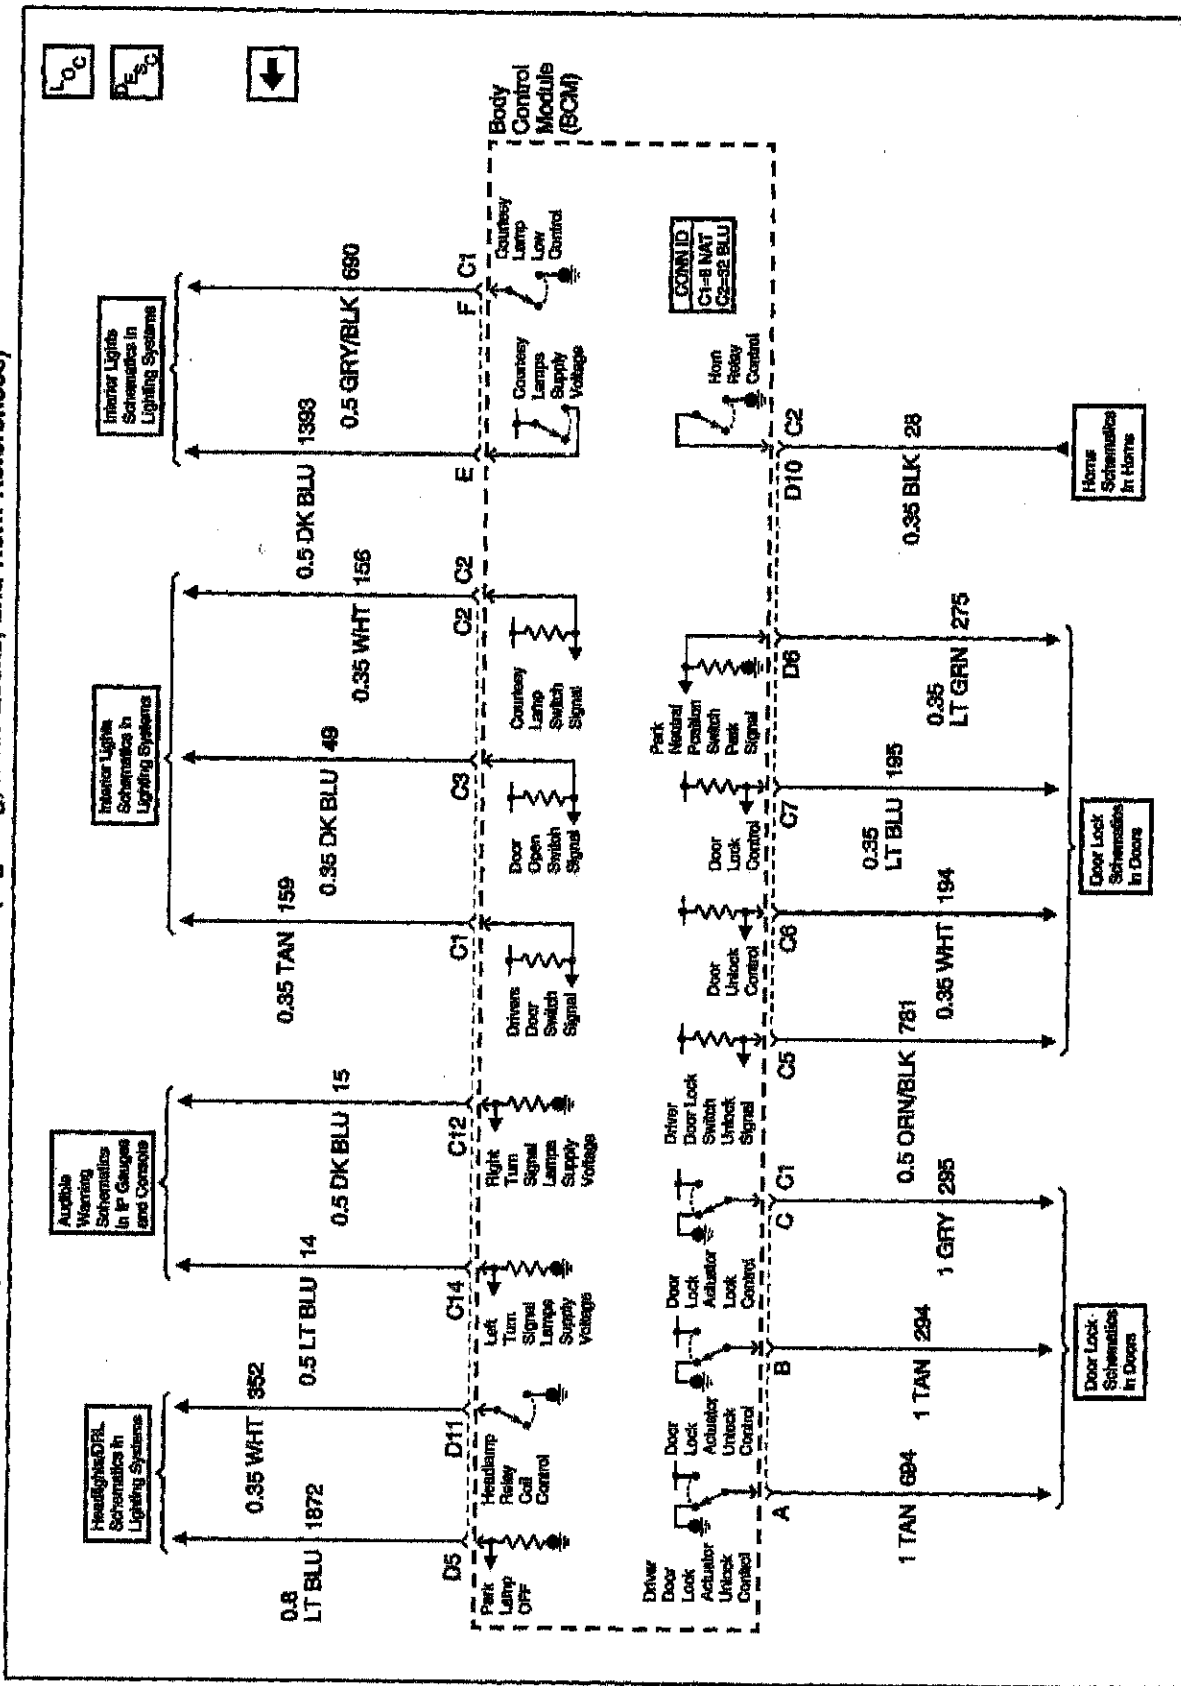 LOC
DESC
Body
Control
Module
(BCM)
Headlights/DRL
Schematics in
Lighting Systems
Audible
Warning
Schematics
in IP Gauges
and Console
Interior Lights
Schematics in
Lighting Systems
Interior Lights
Schematics in
Lighting Systems
0.8
LT BLU 1872
0.35 WHT 352
0.5 LT BLU 14
0.5 DK BLU 15
0.35 TAN 159
0.35 DK BLU 49
0.35 WHT 156
0.5 DK BLU 1393
0.5 GRY/BLK 690
D5
D11
C14
C12
C1
C3
C2
C2
E
F
C1
Park
Lamp
OFF
Headlamp
Relay
Coil
Control
Left
Turn
Signal
Lamps
Supply
Voltage
Right
Turn
Signal
Lamps
Supply
Voltage
Drivers
Door
Switch
Signal
Door
Open
Switch
Signal
Courtesy
Lamp
Switch
Signal
Courtesy
Lamps
Supply
Voltage
Courtesy
Lamp
Low
Control
Driver
Door
Lock
Actuator
Unlock
Control
Door
Lock
Actuator
Unlock
Control
Door
Lock
Actuator
Lock
Control
Driver
Door Lock
Switch
Unlock
Signal
Door
Unlock
Control
Door
Lock
Control
Park
Neutral
Position
Switch
Park
Signal
Horn
Relay
Control
CONN ID
C1=8 NAT
C2=32 BLU
A
B
C
C1
C5
C6
C7
D6
D10
C2
1 TAN 694
1 TAN 294
1 GRY 295
0.5 ORN/BLK 781
0.35 WHT 194
0.35
LT BLU 195
0.35
LT GRN 275
0.35 BLK 28
Door Lock
Schematics
in Doors
Door Lock
Schematics
in Doors
Horns
Schematics
in Horns